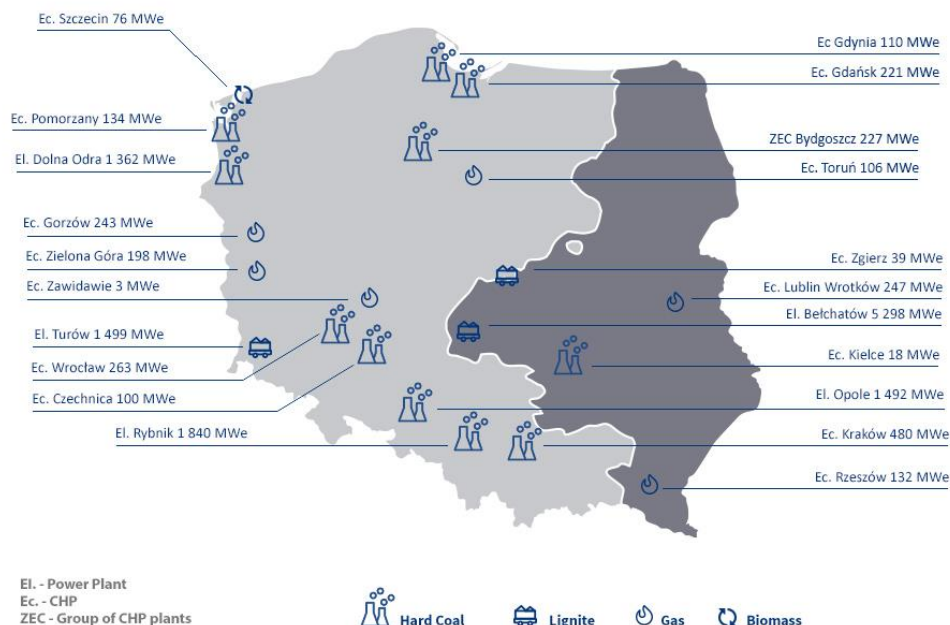 Ec. Szczecin 76 MWe
Ec. Pomorzany 134 MWe
El. Dolna Odra 1 362 MWe
Ec. Gorzów 243 MWe
Ec. Zielona Góra 198 MWe
Ec. Zawidawie 3 MWe
El. Turów 1 499 MWe
Ec. Wrocław 263 MWe
Ec. Czechnica 100 MWe
El. Rybnik 1 840 MWe
Ec Gdynia 110 MWe
Ec. Gdańsk 221 MWe
ZEC Bydgoszcz 227 MWe
Ec. Toruń 106 MWe
Ec. Zgierz 39 MWe
Ec. Lublin Wrotków 247 MWe
El. Bełchatów 5 298 MWe
Ec. Kielce 18 MWe
El. Opole 1 492 MWe
Ec. Kraków 480 MWe
Ec. Rzeszów 132 MWe
El. - Power Plant
Ec. - CHP
ZEC - Group of CHP plants
Hard Coal
Lignite
Gas
Biomass